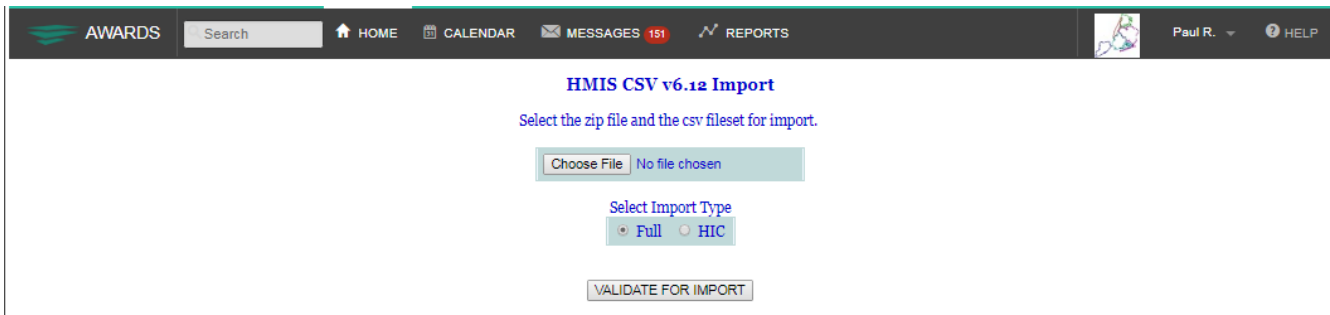 AWARDS Search HOME CALENDAR MESSAGES 151 REPORTS Paul R. HELP
HMIS CSV v6.12 Import
Select the zip file and the csv fileset for import.
Choose File No file chosen
Select Import Type
Full HIC
VALIDATE FOR IMPORT